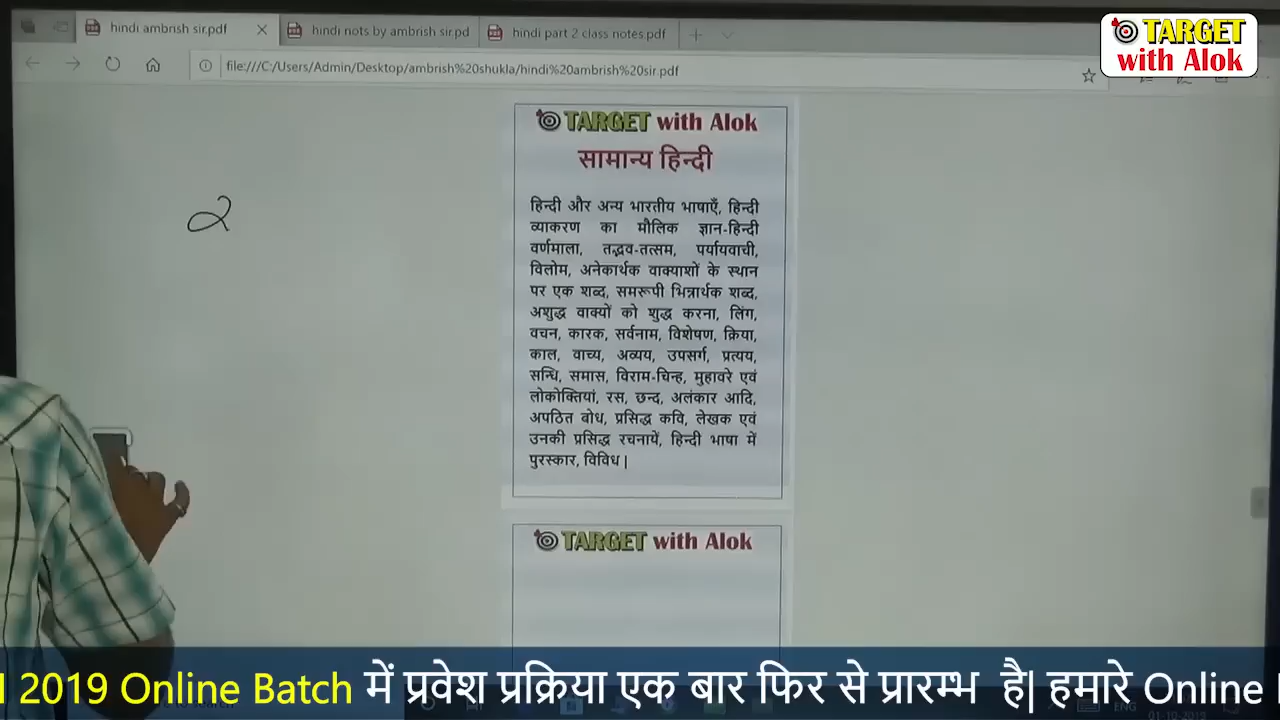 hindi ambrish sir.pdf
hindi nots by ambrish sir.pd
hindi part 2 class notes.pdf
TARGET
with Alok
file:///C:/Users/Admin/Desktop/ambrish%20shukla/hindi%20ambrish%20sir.pdf
TARGET with Alok
सामान्य हिन्दी
हिन्दी और अन्य भारतीय भाषाएँ, हिन्दी
व्याकरण का मौलिक ज्ञान-हिन्दी
वर्णमाला, तद्भव-तत्सम, पर्यायवाची,
विलोम, अनेकार्थक वाक्याशों के स्थान
पर एक शब्द, समरूपी भिन्नार्थक शब्द,
अशुद्ध वाक्यों को शुद्ध करना, लिंग,
वचन, कारक, सर्वनाम, विशेषण, क्रिया,
काल, वाच्य, अव्यय, उपसर्ग, प्रत्यय,
सन्धि, समास, विराम-चिन्ह, मुहावरे एवं
लोकोक्तियां, रस, छन्द, अलंकार आदि,
अपठित बोध, प्रसिद्ध कवि, लेखक एवं
उनकी प्रसिद्ध रचनायें, हिन्दी भाषा में
पुरस्कार, विविध |
TARGET with Alok
2019 Online Batch में प्रवेश प्रक्रिया एक बार फिर से प्रारम्भ है| हमारे Online
ENG
01-10-2019